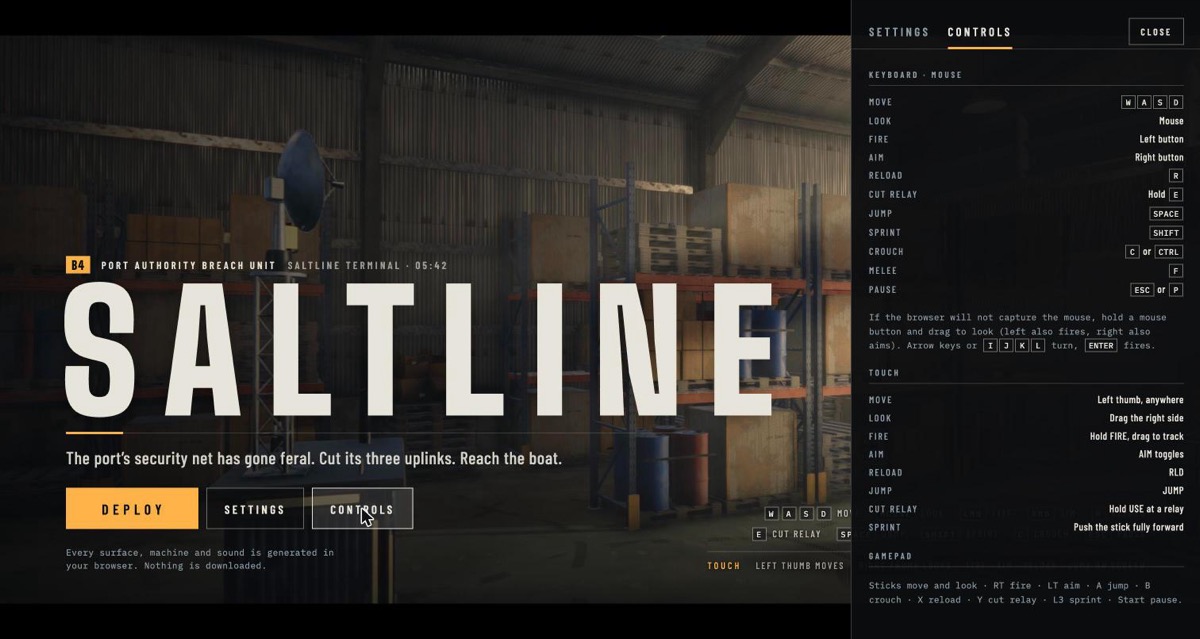 B4 PORT AUTHORITY BREACH UNIT SALTLINE TERMINAL · 05:42
SALTLINE
The port's security net has gone feral. Cut its three uplinks. Reach the boat.
DEPLOY SETTINGS CONTROLS
Every surface, machine and sound is generated in
your browser. Nothing is downloaded.
W A S D
E CUT RELAY
TOUCH LEFT THUMB MOVES
SETTINGS CONTROLS CLOSE
KEYBOARD · MOUSE
MOVE W A S D
LOOK Mouse
FIRE Left button
AIM Right button
RELOAD R
CUT RELAY Hold E
JUMP SPACE
SPRINT SHIFT
CROUCH C or CTRL
MELEE F
PAUSE ESC or P
If the browser will not capture the mouse, hold a mouse
button and drag to look (left also fires, right also
aims). Arrow keys or I J K L turn, ENTER fires.
TOUCH
MOVE Left thumb, anywhere
LOOK Drag the right side
FIRE Hold FIRE, drag to track
AIM AIM toggles
RELOAD RLD
JUMP JUMP
CUT RELAY Hold USE at a relay
SPRINT Push the stick fully forward
GAMEPAD
Sticks move and look · RT fire · LT aim · A jump · B
crouch · X reload · Y cut relay · L3 sprint · Start pause.